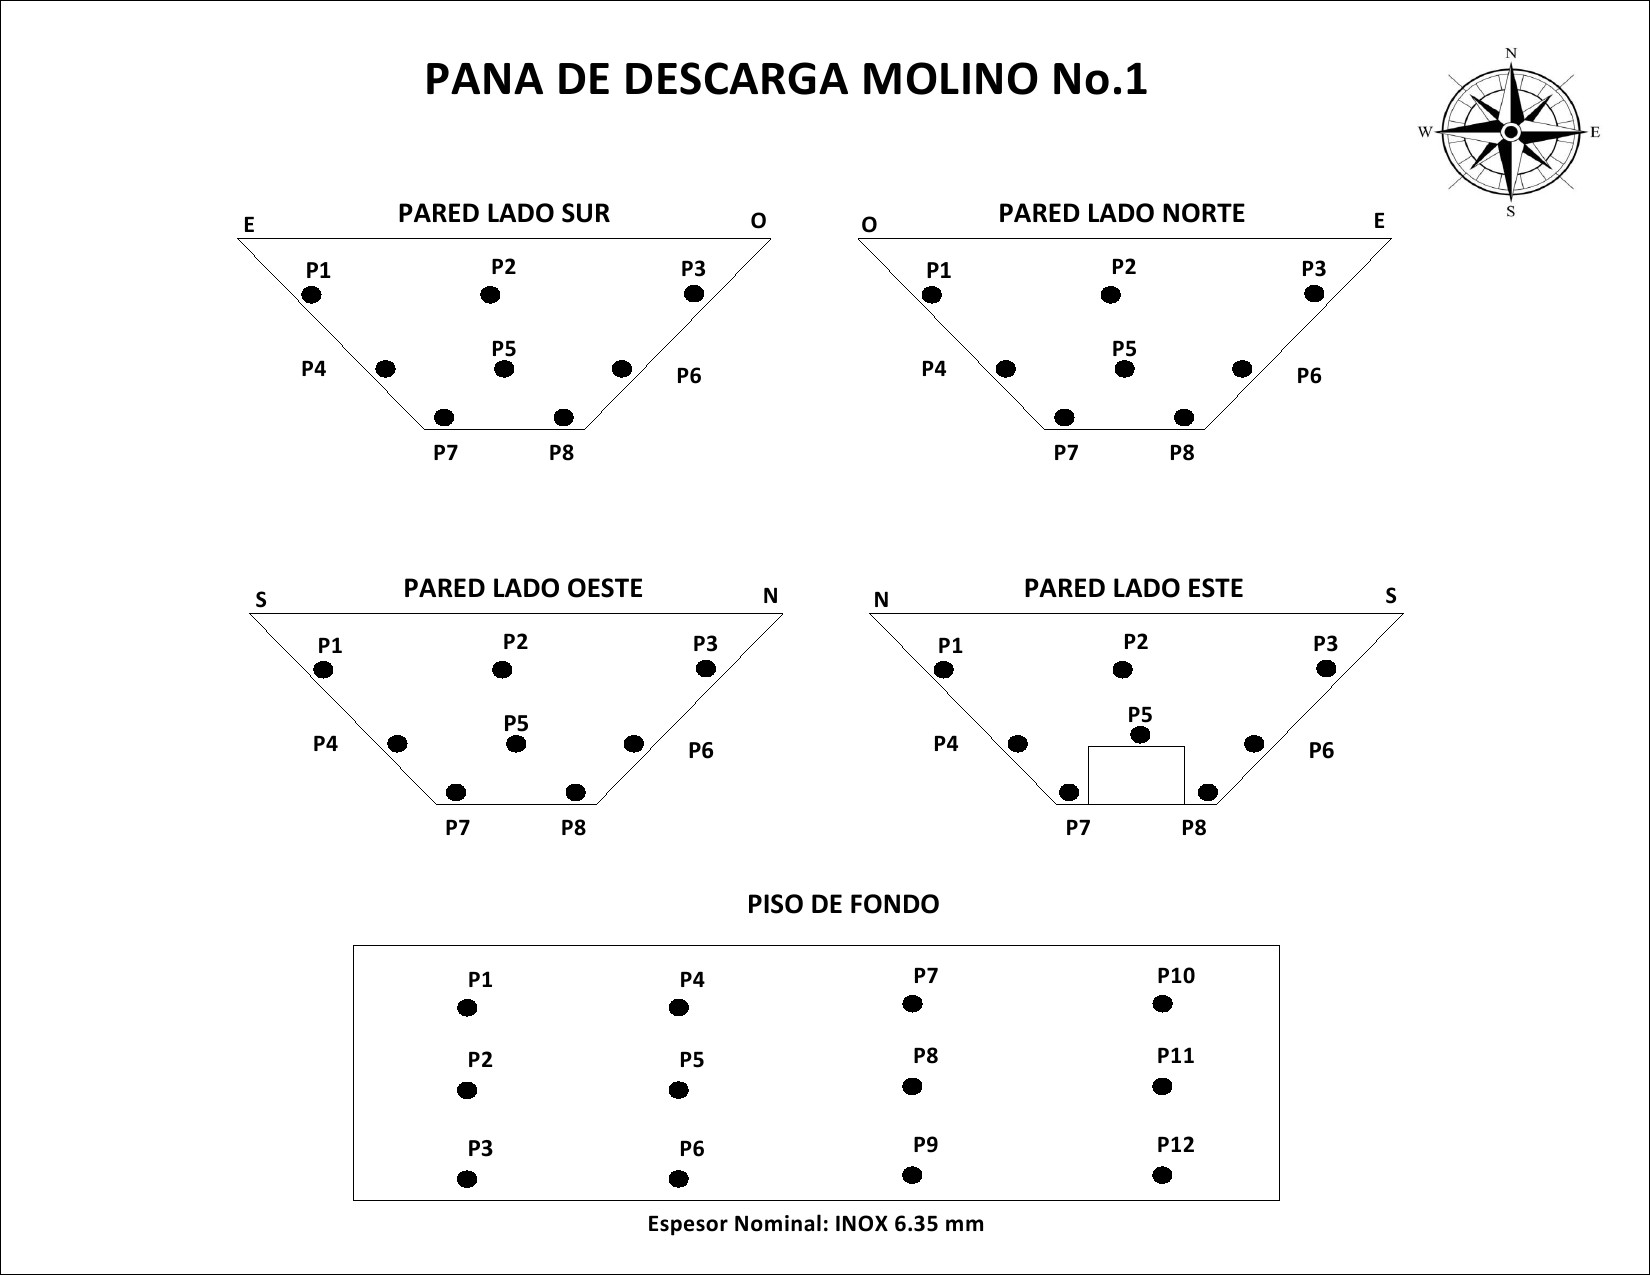 PANA DE DESCARGA MOLINO No.1
N
W E
S
PARED LADO SUR
E O
P1 P2 P3
P4 P5 P6
P7 P8
PARED LADO NORTE
O E
P1 P2 P3
P4 P5 P6
P7 P8
PARED LADO OESTE
S N
P1 P2 P3
P4 P5 P6
P7 P8
PARED LADO ESTE
N S
P1 P2 P3
P4 P5 P6
P7 P8
PISO DE FONDO
P1 P4 P7 P10
P2 P5 P8 P11
P3 P6 P9 P12
Espesor Nominal: INOX 6.35 mm